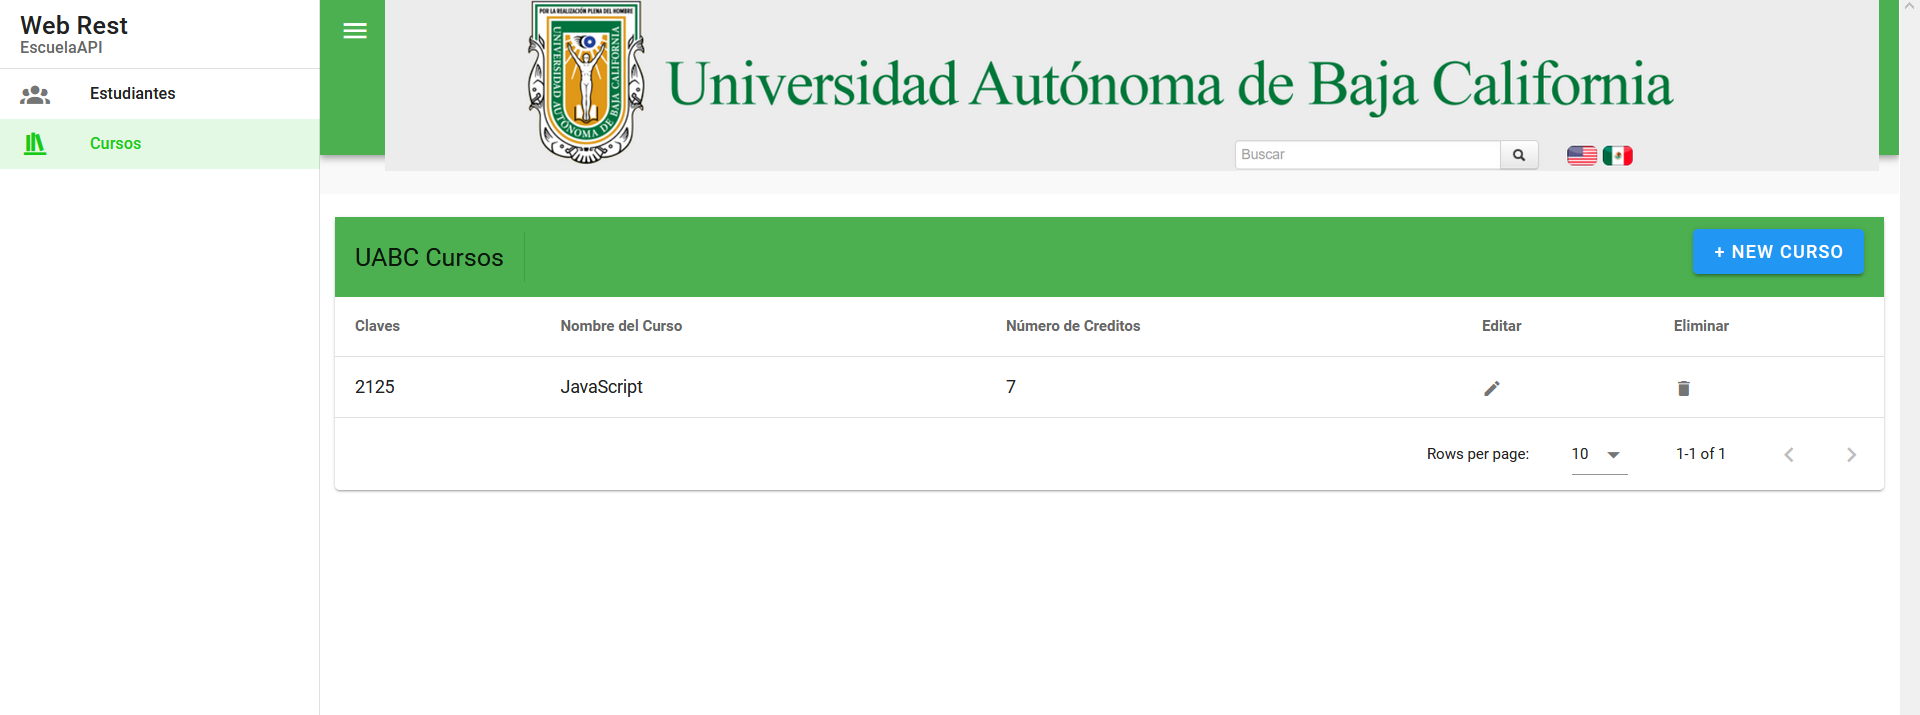 Web Rest
EscuelaAPI
Estudiantes
Cursos
POR LA REALIZACIÓN PLENA DEL HOMBRE
UNIVERSIDAD AUTÓNOMA DE BAJA CALIFORNIA
Universidad Autónoma de Baja California
Buscar
UABC Cursos
+ NEW CURSO
Claves Nombre del Curso Número de Creditos Editar Eliminar
2125 JavaScript 7
Rows per page: 10 1-1 of 1